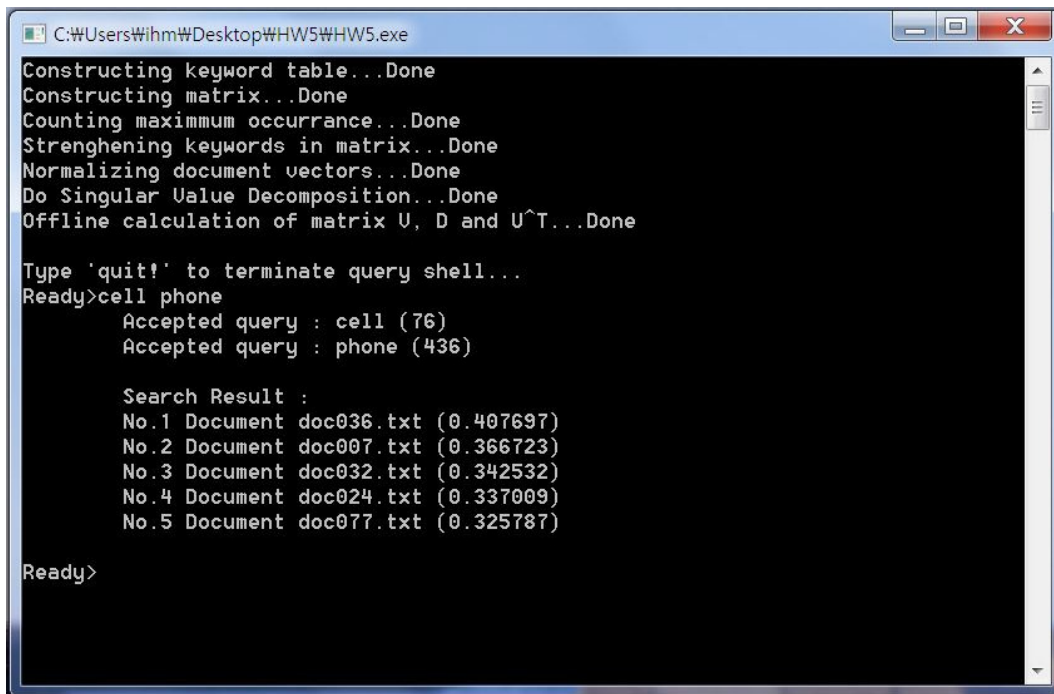 C:₩Users₩ihm₩Desktop₩HW5₩HW5.exe
Constructing keyword table...Done
Constructing matrix...Done
Counting maximmum occurrance...Done
Strenghening keywords in matrix...Done
Normalizing document vectors...Done
Do Singular Value Decomposition...Done
Offline calculation of matrix V, D and U^T...Done
Type 'quit!' to terminate query shell...
Ready>cell phone
Accepted query : cell (76)
Accepted query : phone (436)
Search Result :
No.1 Document doc036.txt (0.407697)
No.2 Document doc007.txt (0.366723)
No.3 Document doc032.txt (0.342532)
No.4 Document doc024.txt (0.337009)
No.5 Document doc077.txt (0.325787)
Ready>